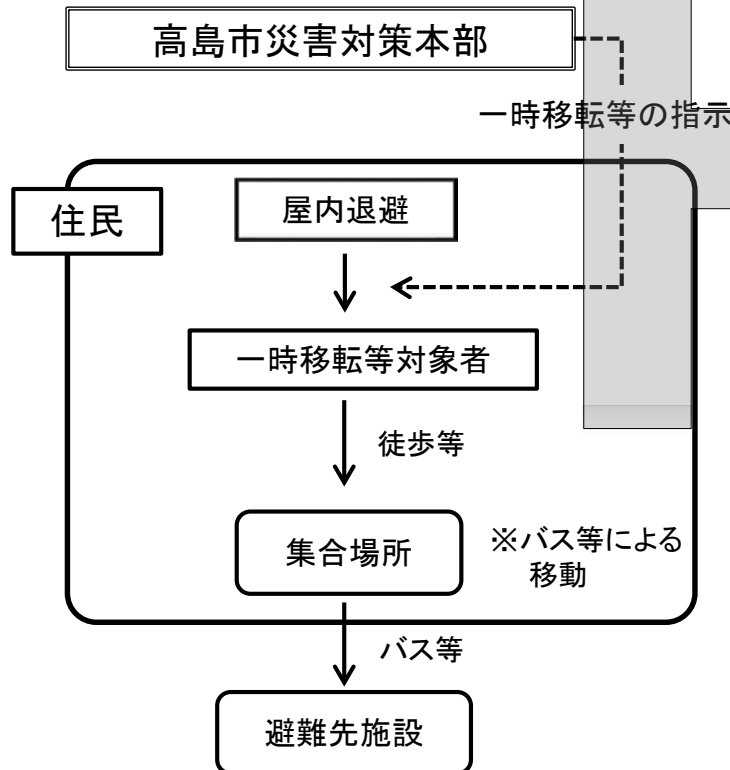 高島市災害対策本部
一時移転等の指示
住民
屋内退避
一時移転等対象者
徒歩等
集合場所
※バス等による
移動
バス等
避難先施設